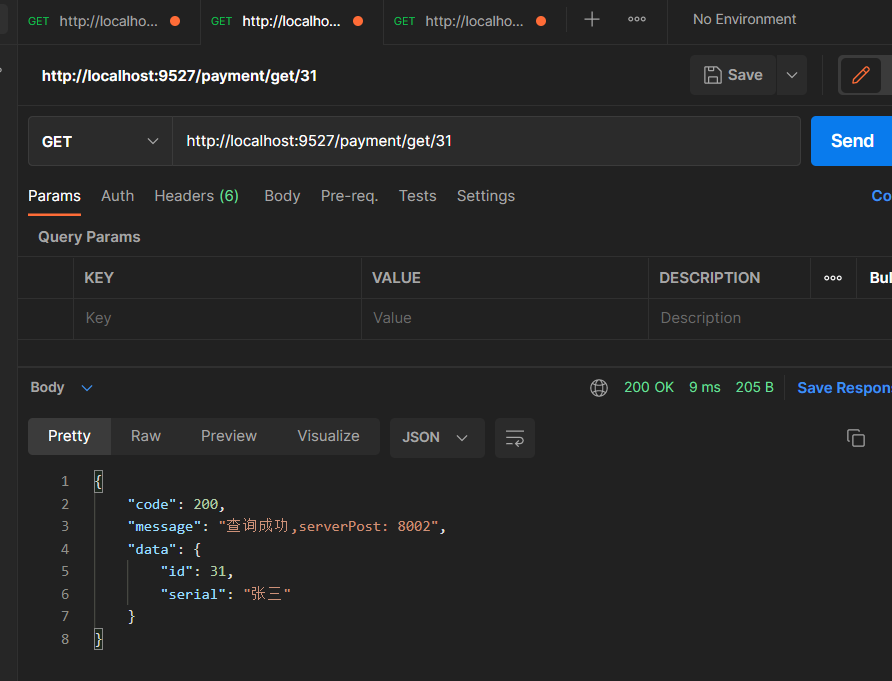 GET http://localho... GET http://localho... GET http://localho... No Environment
http://localhost:9527/payment/get/31 Save
GET http://localhost:9527/payment/get/31 Send
Params Auth Headers (6) Body Pre-req. Tests Settings Co
Query Params
KEY VALUE DESCRIPTION Bul
Key Value Description
Body 200 OK 9 ms 205 B Save Respon
Pretty Raw Preview Visualize JSON
1 {
2 "code": 200,
3 "message": "查询成功,serverPost: 8002",
4 "data": {
5 "id": 31,
6 "serial": "张三"
7 }
8 }